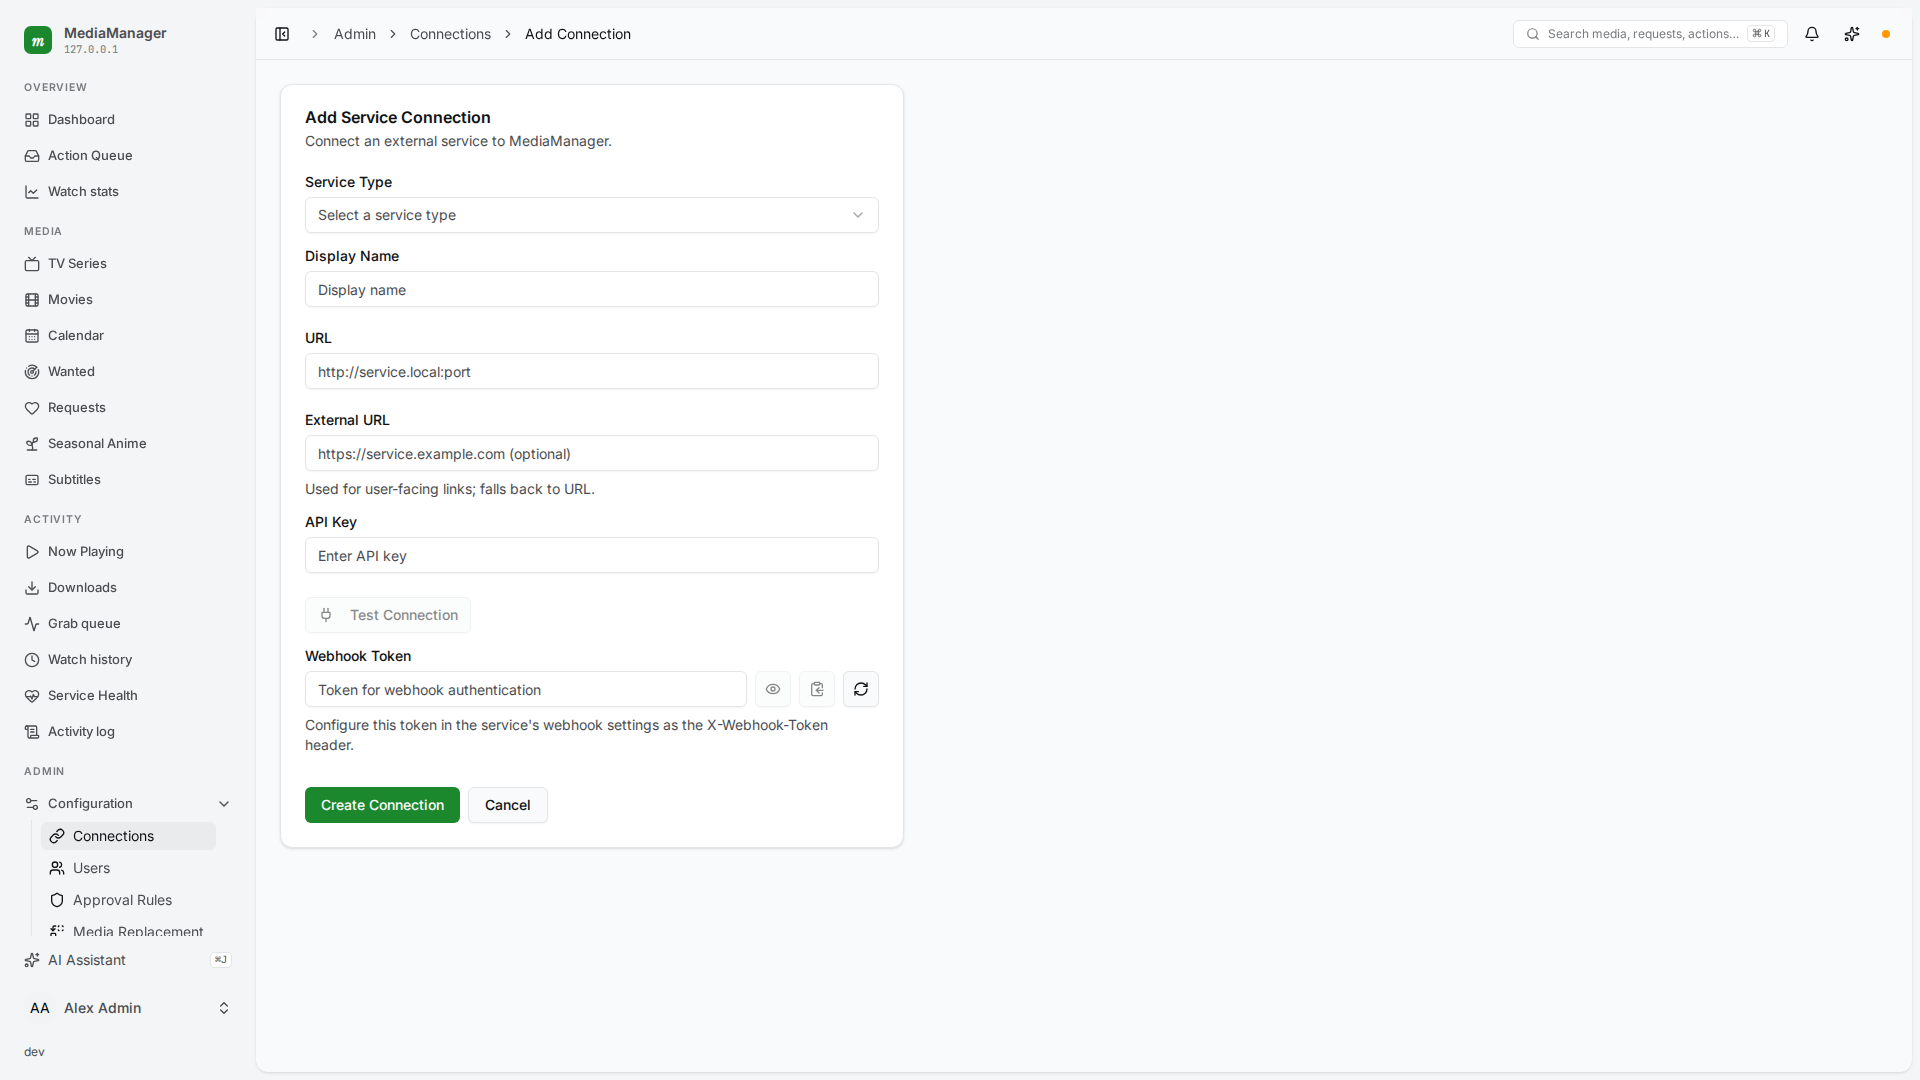 MediaManager
127.0.0.1
OVERVIEW
Dashboard
Action Queue
Watch stats
MEDIA
TV Series
Movies
Calendar
Wanted
Requests
Seasonal Anime
Subtitles
ACTIVITY
Now Playing
Downloads
Grab queue
Watch history
Service Health
Activity log
ADMIN
Configuration
Connections
Users
Approval Rules
Media Replacement
AI Assistant ⌘J
AA Alex Admin
dev
Admin > Connections > Add Connection
Search media, requests, actions... ⌘ K
Add Service Connection
Connect an external service to MediaManager.
Service Type
Select a service type
Display Name
Display name
URL
http://service.local:port
External URL
https://service.example.com (optional)
Used for user-facing links; falls back to URL.
API Key
Enter API key
Test Connection
Webhook Token
Token for webhook authentication
Configure this token in the service's webhook settings as the X-Webhook-Token
header.
Create Connection Cancel